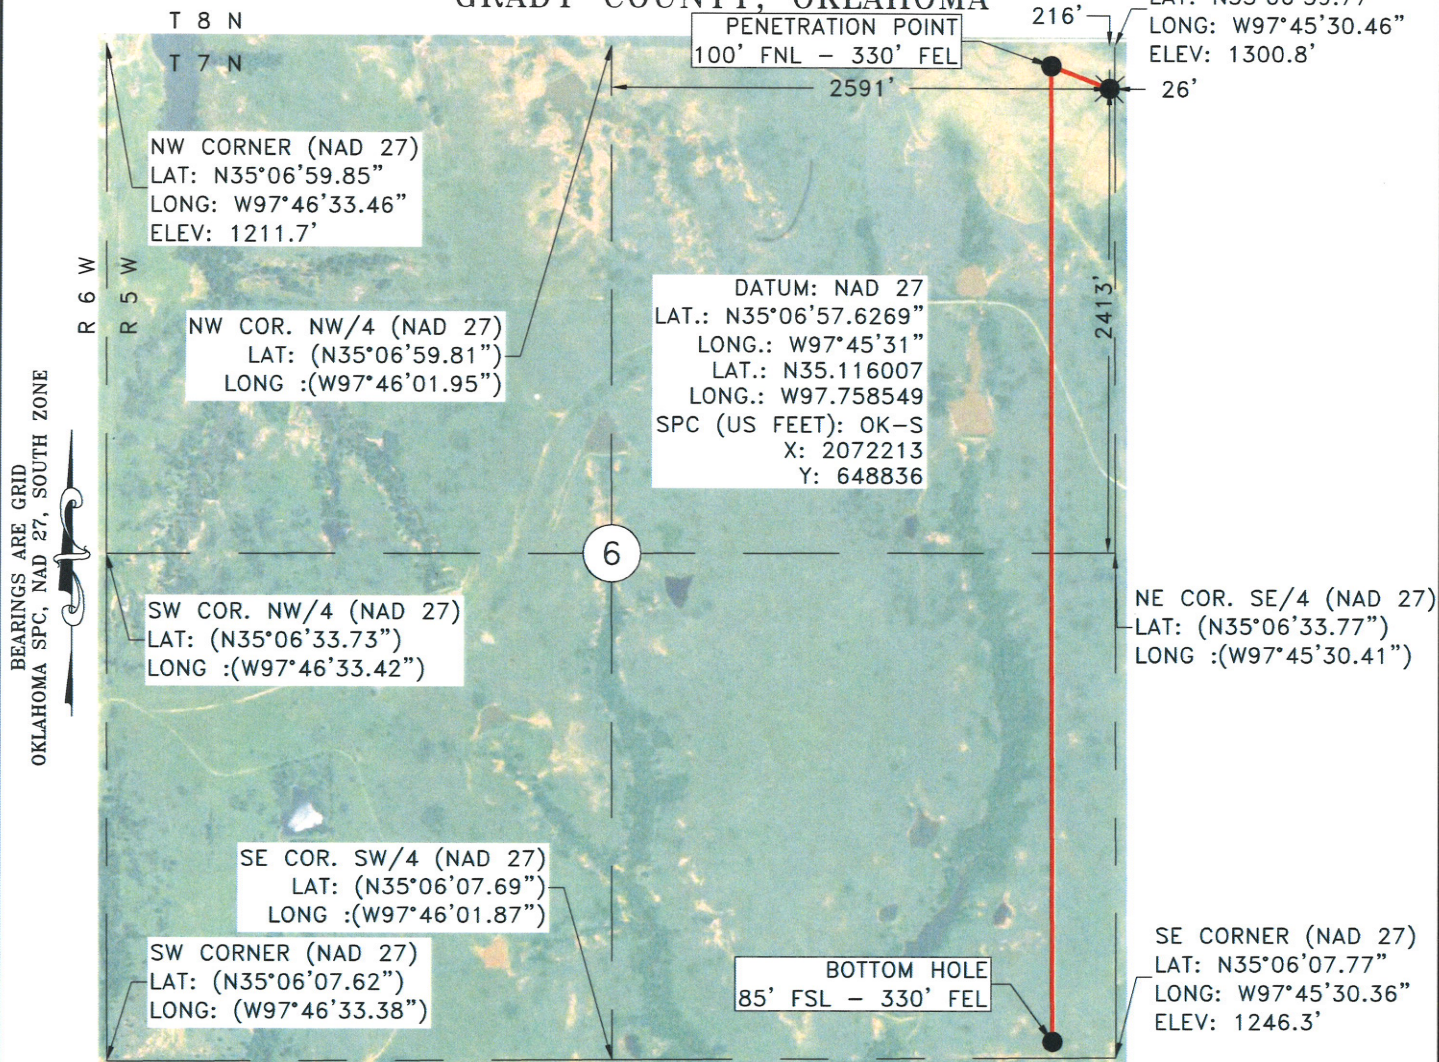 GRADY COUNTY, OKLAHOMA
T 8 N
T 7 N
PENETRATION POINT
100' FNL – 330' FEL
216'
LAT: N35°06'59.77"
LONG: W97°45'30.46"
ELEV: 1300.8'
2591'
26'
NW CORNER (NAD 27)
LAT: N35°06'59.85"
LONG: W97°46'33.46"
ELEV: 1211.7'
R 6 W
R 5 W
NW COR. NW/4 (NAD 27)
LAT: (N35°06'59.81")
LONG :(W97°46'01.95")
DATUM: NAD 27
LAT.: N35°06'57.6269"
LONG.: W97°45'31"
LAT.: N35.116007
LONG.: W97.758549
SPC (US FEET): OK–S
X: 2072213
Y: 648836
2413'
BEARINGS ARE GRID
OKLAHOMA SPC, NAD 27, SOUTH ZONE
6
SW COR. NW/4 (NAD 27)
LAT: (N35°06'33.73")
LONG :(W97°46'33.42")
NE COR. SE/4 (NAD 27)
LAT: (N35°06'33.77")
LONG :(W97°45'30.41")
SE COR. SW/4 (NAD 27)
LAT: (N35°06'07.69")
LONG :(W97°46'01.87")
SW CORNER (NAD 27)
LAT: (N35°06'07.62")
LONG: (W97°46'33.38")
BOTTOM HOLE
85' FSL – 330' FEL
SE CORNER (NAD 27)
LAT: N35°06'07.77"
LONG: W97°45'30.36"
ELEV: 1246.3'